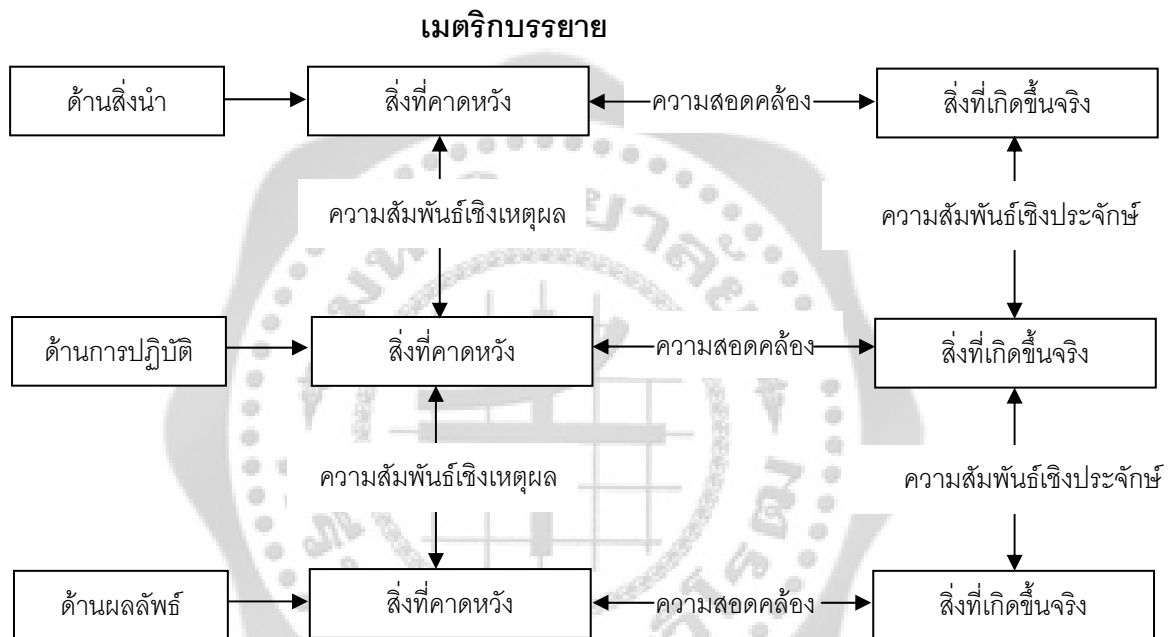 เมตริกบรรยาย
ด้านสิ่งนำ สิ่งที่คาดหวัง ความสอดคล้อง สิ่งที่เกิดขึ้นจริง
ความสัมพันธ์เชิงเหตุผล ความสัมพันธ์เชิงประจักษ์
ด้านการปฏิบัติ สิ่งที่คาดหวัง ความสอดคล้อง สิ่งที่เกิดขึ้นจริง
ความสัมพันธ์เชิงเหตุผล ความสัมพันธ์เชิงประจักษ์
ด้านผลลัพธ์ สิ่งที่คาดหวัง ความสอดคล้อง สิ่งที่เกิดขึ้นจริง